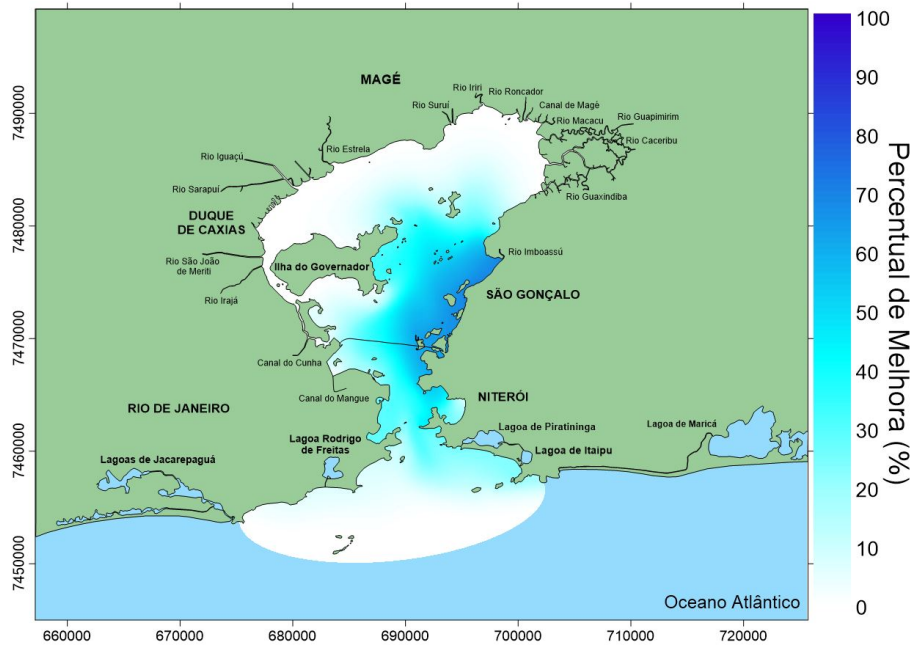 MAGÉ
Rio Iriri
Rio Roncador
Rio Suruí
Canal de Magè
Rio Macacu
Rio Guapimirim
Rio Caceribu
Rio Estrela
Rio Iguaçú
Rio Sarapuí
Rio Guaxindiba
DUQUE
DE CAXIAS
Rio São João
de Meriti
Ilha do Governador
Rio Imboassú
Rio Irajá
SÃO GONÇALO
Canal do Cunha
Canal do Mangue
NITERÓI
RIO DE JANEIRO
Lagoa de Piratininga
Lagoa de Maricá
Lagoa Rodrigo
de Freitas
Lagoa de Itaipu
Lagoas de Jacarepaguá
Oceano Atlântico
7490000
7480000
7470000
7460000
7450000
660000 670000 680000 690000 700000 710000 720000
100
90
80
70
60
50
40
30
20
10
0
Percentual de Melhora (%)